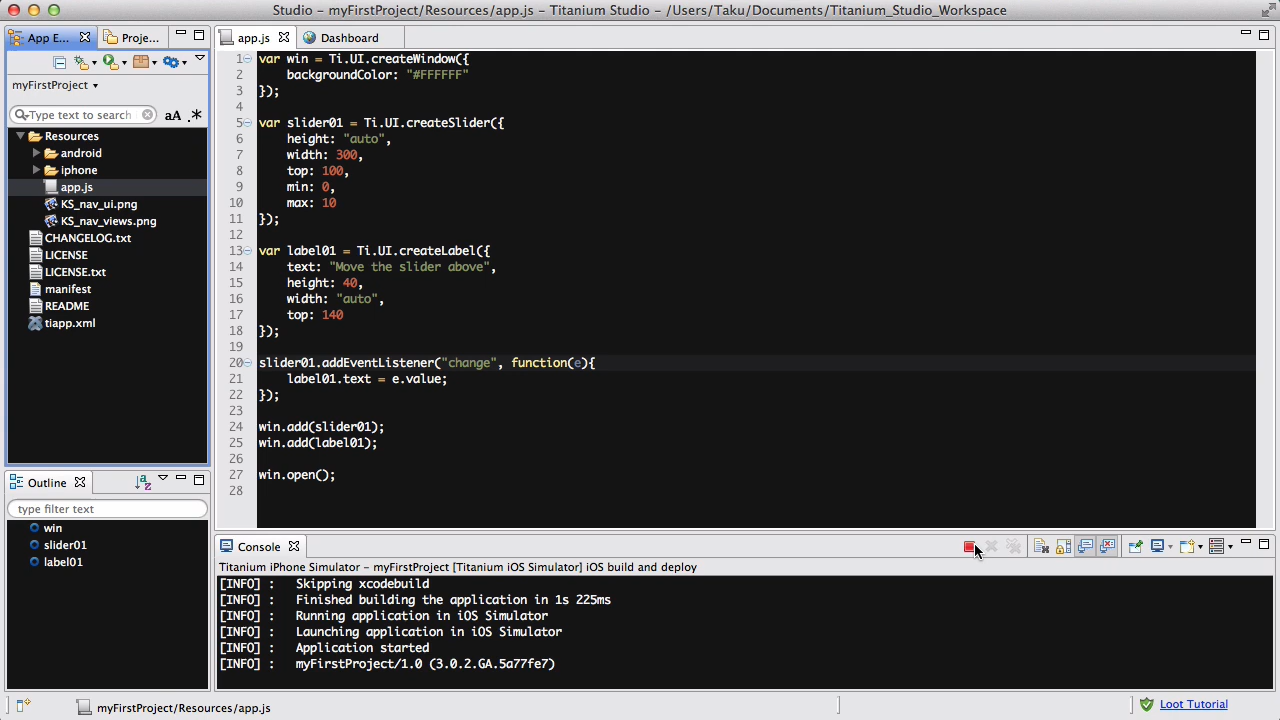 Studio - myFirstProject/Resources/app.js - Titanium Studio - /Users/Taku/Documents/Titanium_Studio_Workspace
App E...
Proje...
myFirstProject
Type text to search
aA .*
Resources
android
iphone
app.js
KS_nav_ui.png
KS_nav_views.png
CHANGELOG.txt
LICENSE
LICENSE.txt
manifest
README
tiapp.xml
Outline
type filter text
win
slider01
label01
app.js
Dashboard
1 var win = Ti.UI.createWindow({
2 backgroundColor: "#FFFFFF"
3 });
4
5 var slider01 = Ti.UI.createSlider({
6 height: "auto",
7 width: 300,
8 top: 100,
9 min: 0,
10 max: 10
11 });
12
13 var label01 = Ti.UI.createLabel({
14 text: "Move the slider above",
15 height: 40,
16 width: "auto",
17 top: 140
18 });
19
20 slider01.addEventListener("change", function(e){
21 label01.text = e.value;
22 });
23
24 win.add(slider01);
25 win.add(label01);
26
27 win.open();
28
Console
Titanium iPhone Simulator - myFirstProject [Titanium iOS Simulator] iOS build and deploy
[INFO] : Skipping xcodebuild
[INFO] : Finished building the application in 1s 225ms
[INFO] : Running application in iOS Simulator
[INFO] : Launching application in iOS Simulator
[INFO] : Application started
[INFO] : myFirstProject/1.0 (3.0.2.GA.5a77fe7)
myFirstProject/Resources/app.js
Loot Tutorial